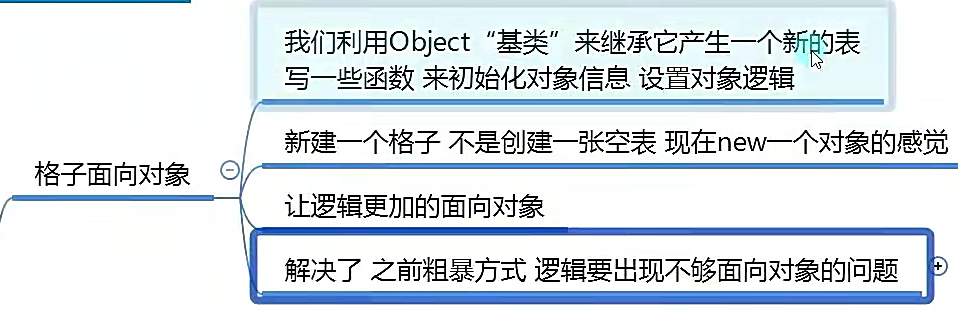 我们利用Object“基类”来继承它产生一个新的表
写一些函数 来初始化对象信息 设置对象逻辑
新建一个格子 不是创建一张空表 现在new一个对象的感觉
格子面向对象
让逻辑更加的面向对象
解决了 之前粗暴方式 逻辑要出现不够面向对象的问题